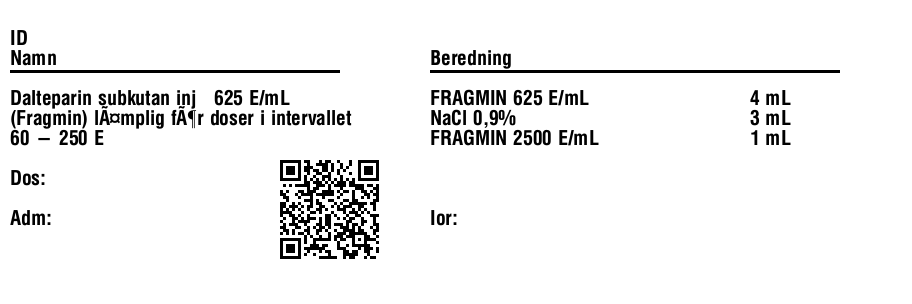 ID
Namn
Dalteparin subkutan inj 625 E/mL
(Fragmin) lÃ¤mplig fÃ¶r doser i intervallet
60 – 250 E
Dos:
Adm:
Beredning
FRAGMIN 625 E/mL 4 mL
NaCl 0,9% 3 mL
FRAGMIN 2500 E/mL 1 mL
Ior: